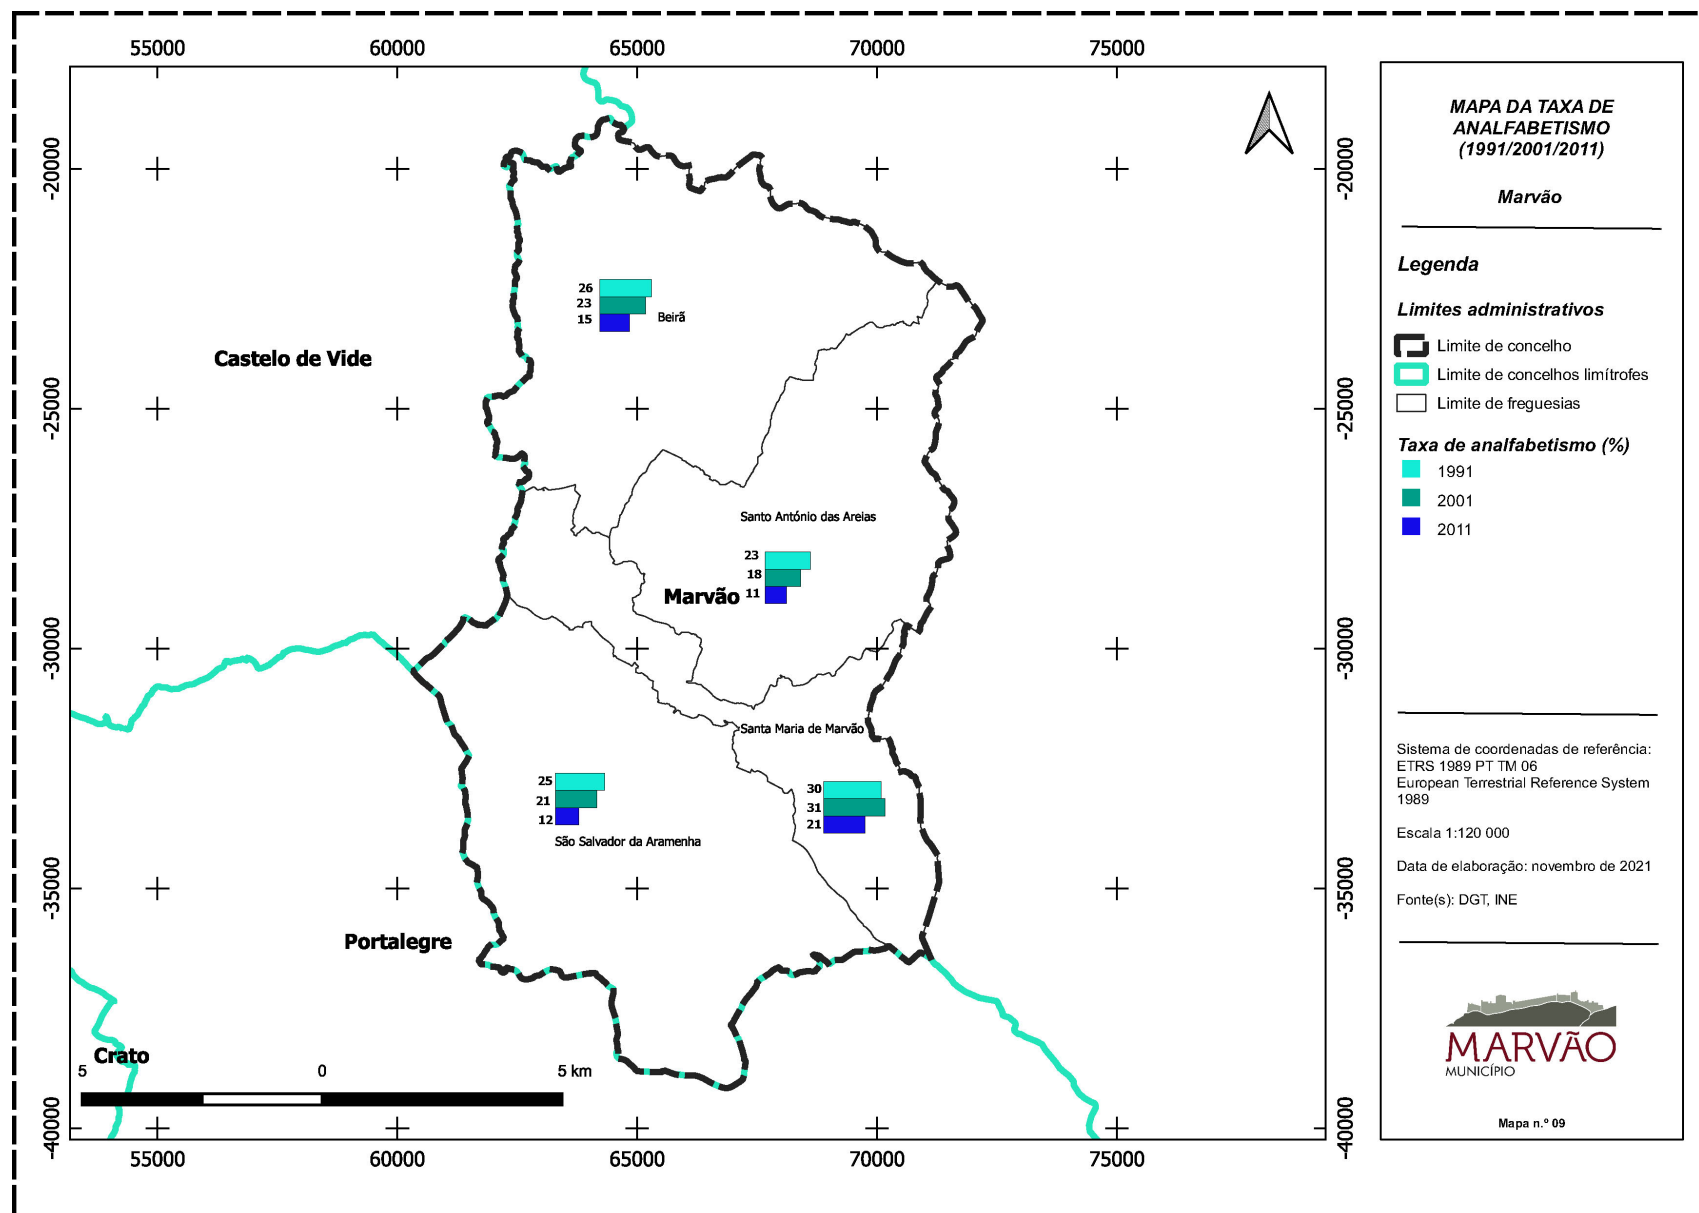 55000 60000 65000 70000 75000
-20000
-25000
-30000
-35000
-40000
-20000
-25000
-30000
-35000
-40000
26
23
15
Beirã
Castelo de Vide
Santo António das Areias
23
18
11
Marvão
Santa Maria de Marvão
30
31
21
25
21
12
São Salvador da Aramenha
Portalegre
Crato
5 0 5 km
55000 60000 65000 70000 75000
MAPA DA TAXA DE
ANALFABETISMO
(1991/2001/2011)
Marvão
Legenda
Limites administrativos
Limite de concelho
Limite de concelhos limítrofes
Limite de freguesias
Taxa de analfabetismo (%)
1991
2001
2011
Sistema de coordenadas de referência:
ETRS 1989 PT TM 06
European Terrestrial Reference System
1989
Escala 1:120 000
Data de elaboração: novembro de 2021
Fonte(s): DGT, INE
MARVÃO
MUNICÍPIO
Mapa n.º 09